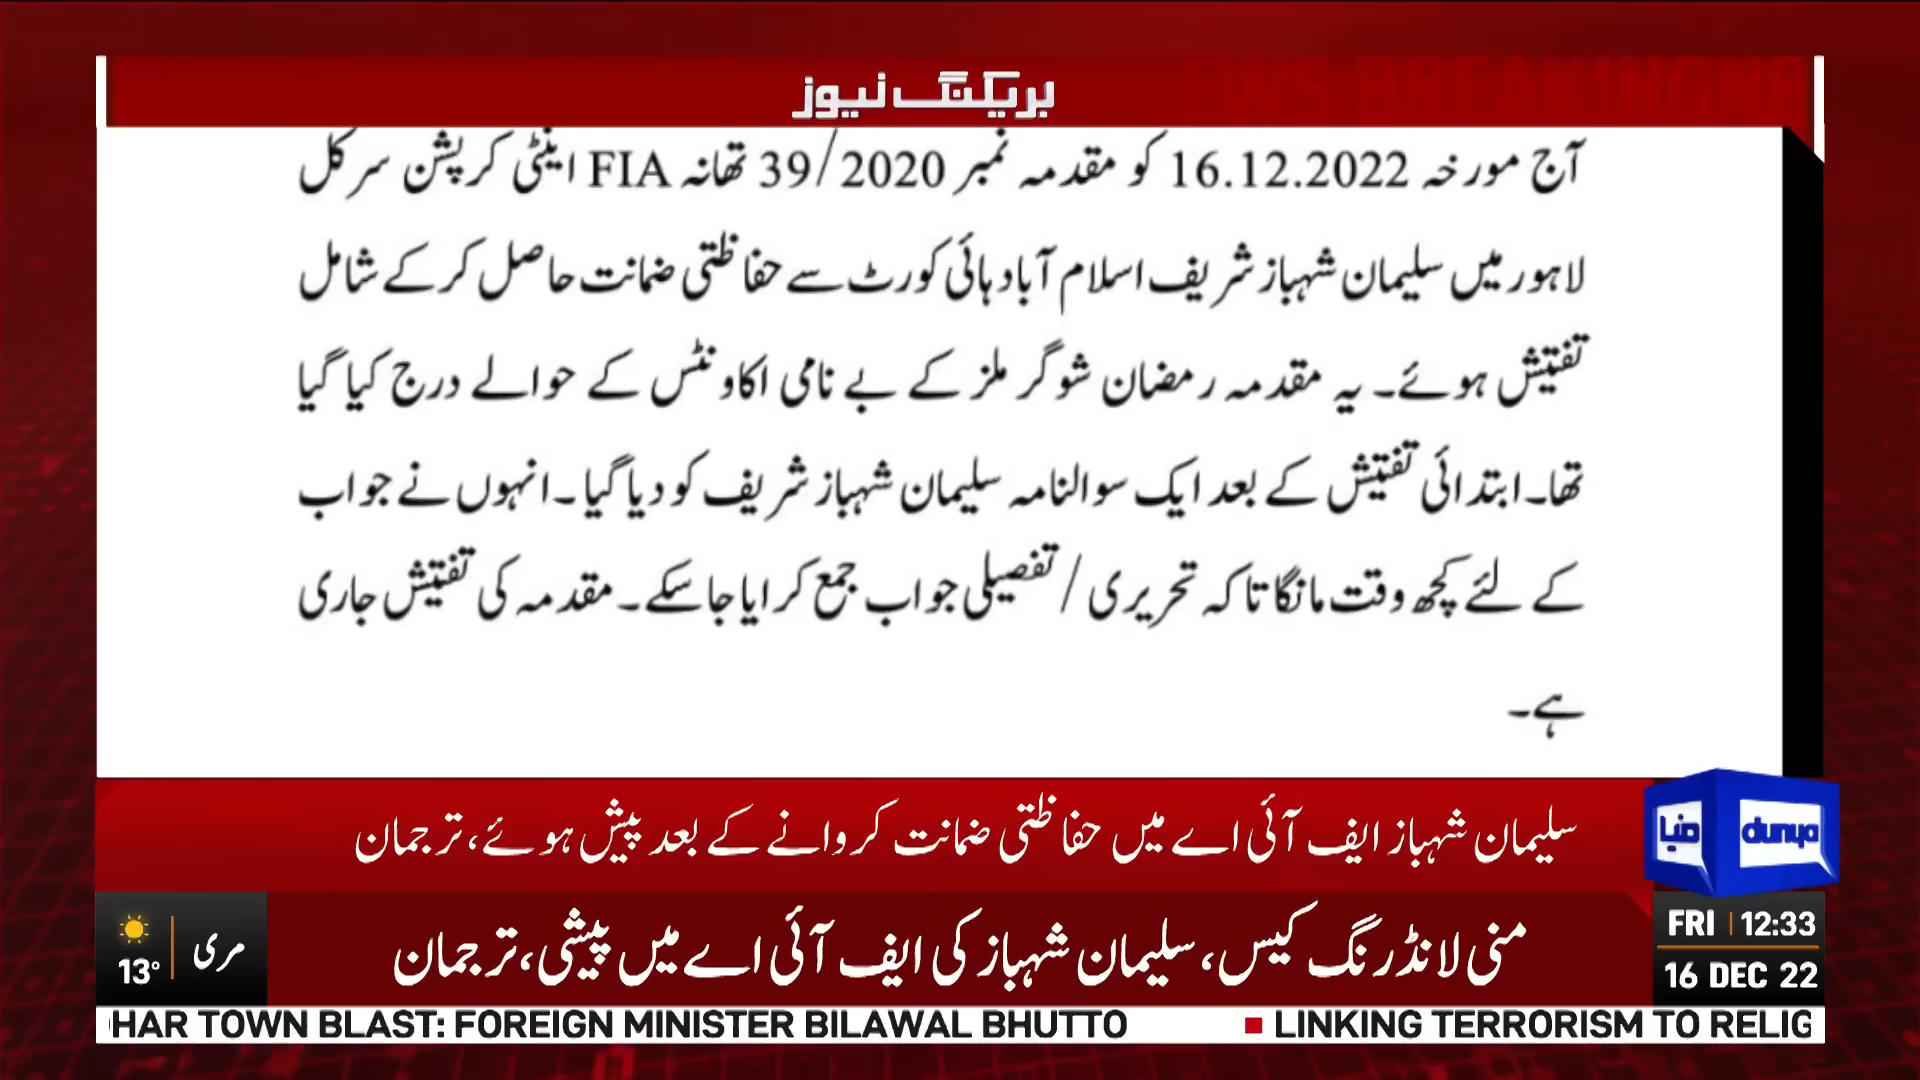 بریکنگ نیوز
آج مورخہ 16.12.2022 کو مقدمہ نمبر 39/2020 تھانہ FIA اینٹی کرپشن سرکل
لاہور میں سلیمان شہباز شریف اسلام آباد ہائی کورٹ سے حفاظتی ضمانت حاصل کر کے شامل
تفتیش ہوئے۔ یہ مقدمہ رمضان شوگر ملز کے بے نامی اکاونٹس کے حوالے درج کیا گیا
تھا۔ ابتدائی تفتیش کے بعد ایک سوالنامہ سلیمان شہباز شریف کو دیا گیا۔ انہوں نے جواب
کے لئے کچھ وقت مانگا تاکہ تحریری / تفصیلی جواب جمع کرایا جا سکے۔ مقدمہ کی تفتیش جاری
ہے۔
سلیمان شہباز ایف آئی اے میں حفاظتی ضمانت کروانے کے بعد پیش ہوئے، ترجمان
دنیا dunya
منی لانڈرنگ کیس، سلیمان شہباز کی ایف آئی اے میں پیشی، ترجمان
مری
13°
FRI 12:33
16 DEC 22
HAR TOWN BLAST: FOREIGN MINISTER BILAWAL BHUTTO ■ LINKING TERRORISM TO RELIG